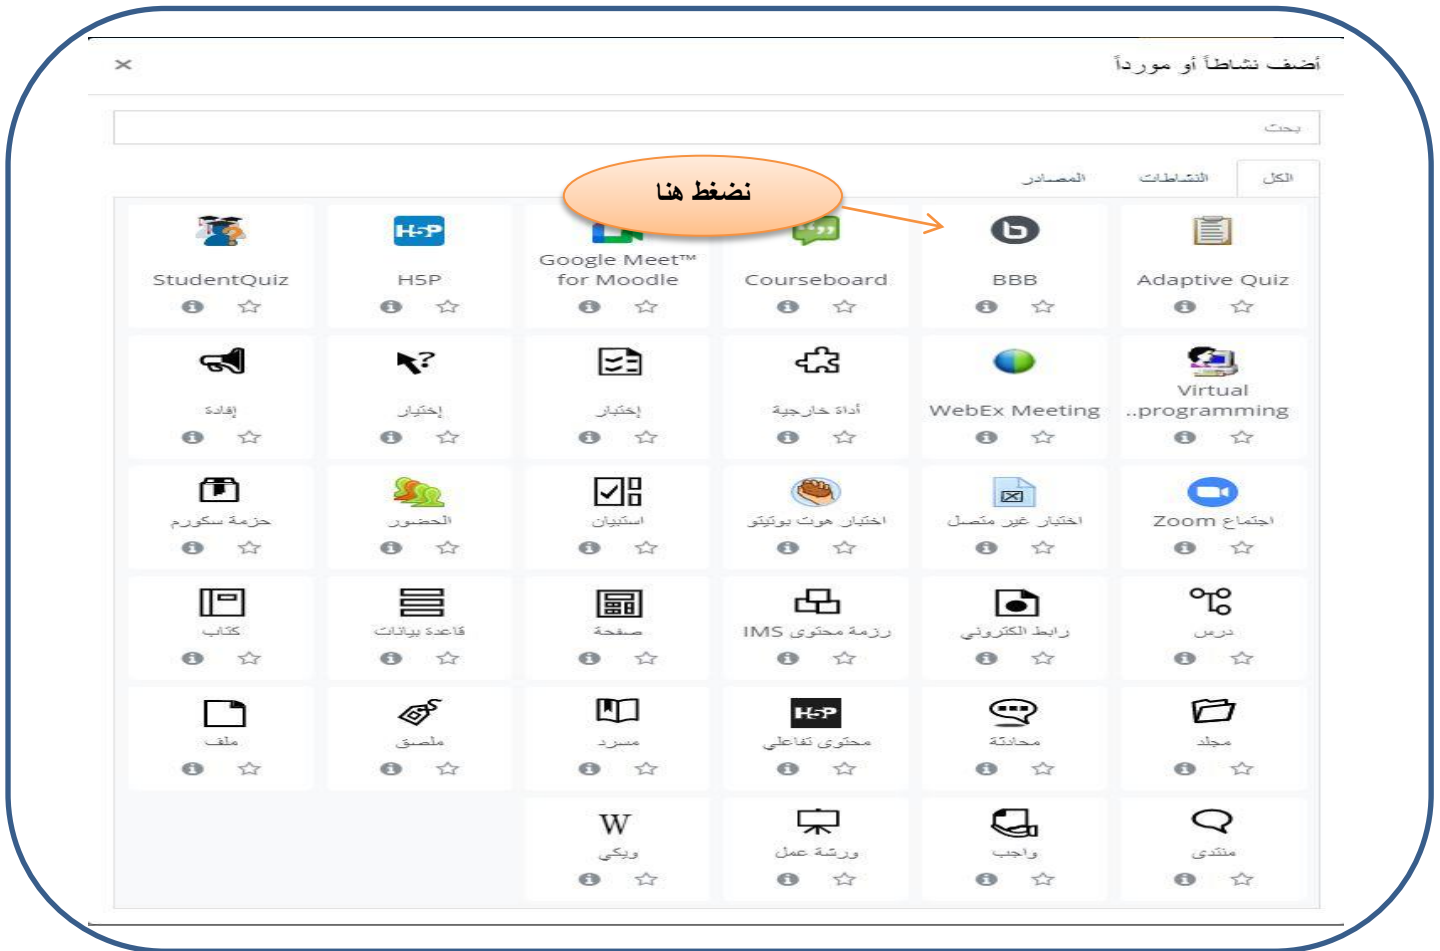 أضف نشاطاً أو مورداً
بحث
الكل النشاطات المصادر
نضغط هنا
Adaptive Quiz
BBB
Courseboard
Google Meet™
for Moodle
H5P
H5P
StudentQuiz
Virtual
programming..
WebEx Meeting
أداة خارجية
إختبار
إختيار
إفادة
اجتماع Zoom
اختبار غير متصل
اختبار هوت بوتيتو
استبيان
الحضور
حزمة سكورم
درس
رابط الكتروني
رزمة محتوى IMS
صفحة
قاعدة بيانات
كتاب
مجلد
محادثة
H5P
محتوى تفاعلي
مسرد
ملصق
ملف
منتدى
واجب
ورشة عمل
W
ويكي